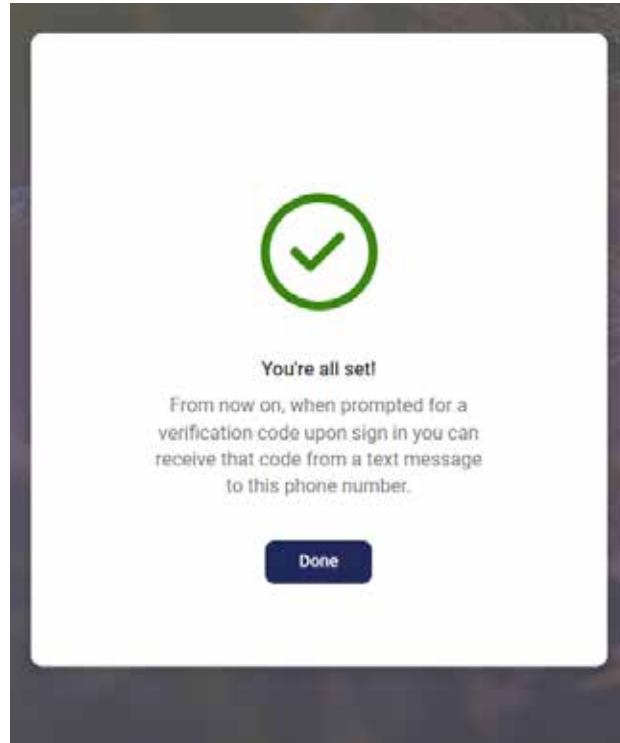 You're all set!
From now on, when prompted for a
verification code upon sign in you can
receive that code from a text message
to this phone number.
Done